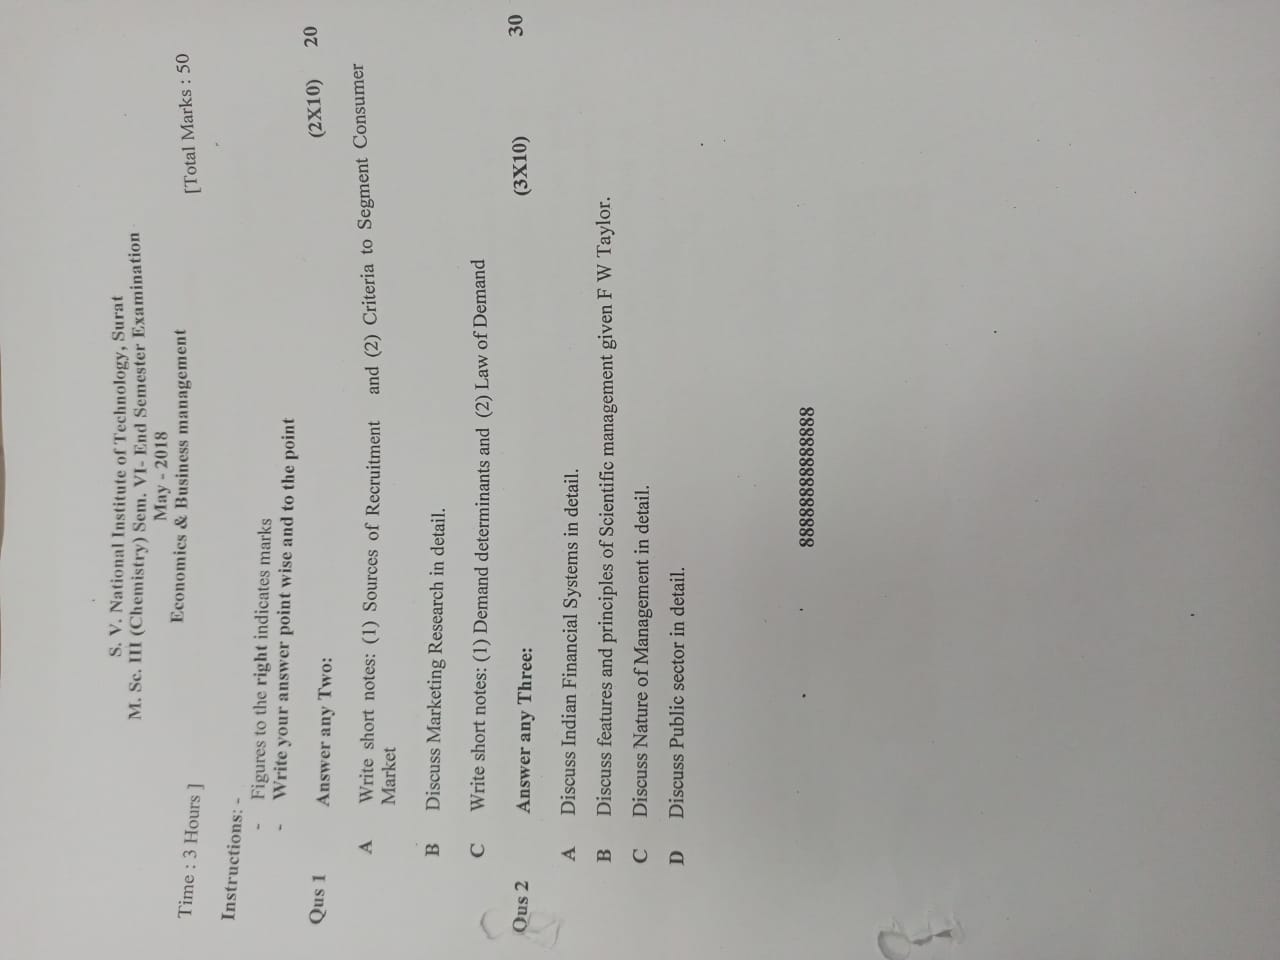 S. V. National Institute of Technology, Surat
M. Sc. III (Chemistry) Sem. VI- End Semester Examination
May - 2018
Economics & Business management
Time : 3 Hours ] [Total Marks : 50
Instructions: -
- Figures to the right indicates marks
- Write your answer point wise and to the point
Qus 1 Answer any Two: (2X10) 20
A Write short notes: (1) Sources of Recruitment and (2) Criteria to Segment Consumer
Market
B Discuss Marketing Research in detail.
C Write short notes: (1) Demand determinants and (2) Law of Demand
Qus 2 Answer any Three: (3X10) 30
A Discuss Indian Financial Systems in detail.
B Discuss features and principles of Scientific management given F W Taylor.
C Discuss Nature of Management in detail.
D Discuss Public sector in detail.
88888888888888